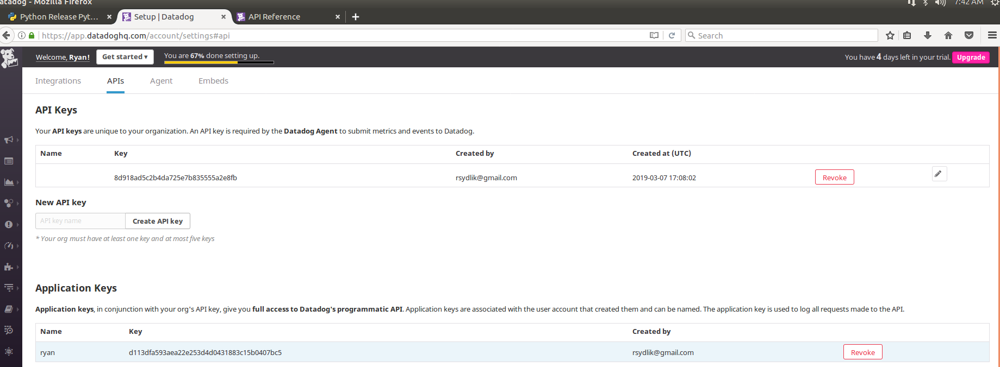 atadog - Mozilla Firefox 7:42 AM
Python Release Pyt... × Setup | Datadog × API Reference × +
https://app.datadoghq.com/account/settings#api Search
Welcome, Ryan! Get started ▾ You are 67% done setting up. You have 4 days left in your trial. Upgrade
Integrations APIs Agent Embeds
API Keys
Your API keys are unique to your organization. An API key is required by the Datadog Agent to submit metrics and events to Datadog.
Name Key Created by Created at (UTC)
8d918ad5c2b4da725e7b835555a2e8fb rsydlik@gmail.com 2019-03-07 17:08:02 Revoke
New API key
API key name Create API key
* Your org must have at least one key and at most five keys
Application Keys
Application keys, in conjunction with your org's API key, give you full access to Datadog's programmatic API. Application keys are associated with the user account that created them and can be named. The application key is used to log all requests made to the API.
Name Key Created by
ryan d113dfa593aea22e253d4d0431883c15b0407bc5 rsydlik@gmail.com Revoke